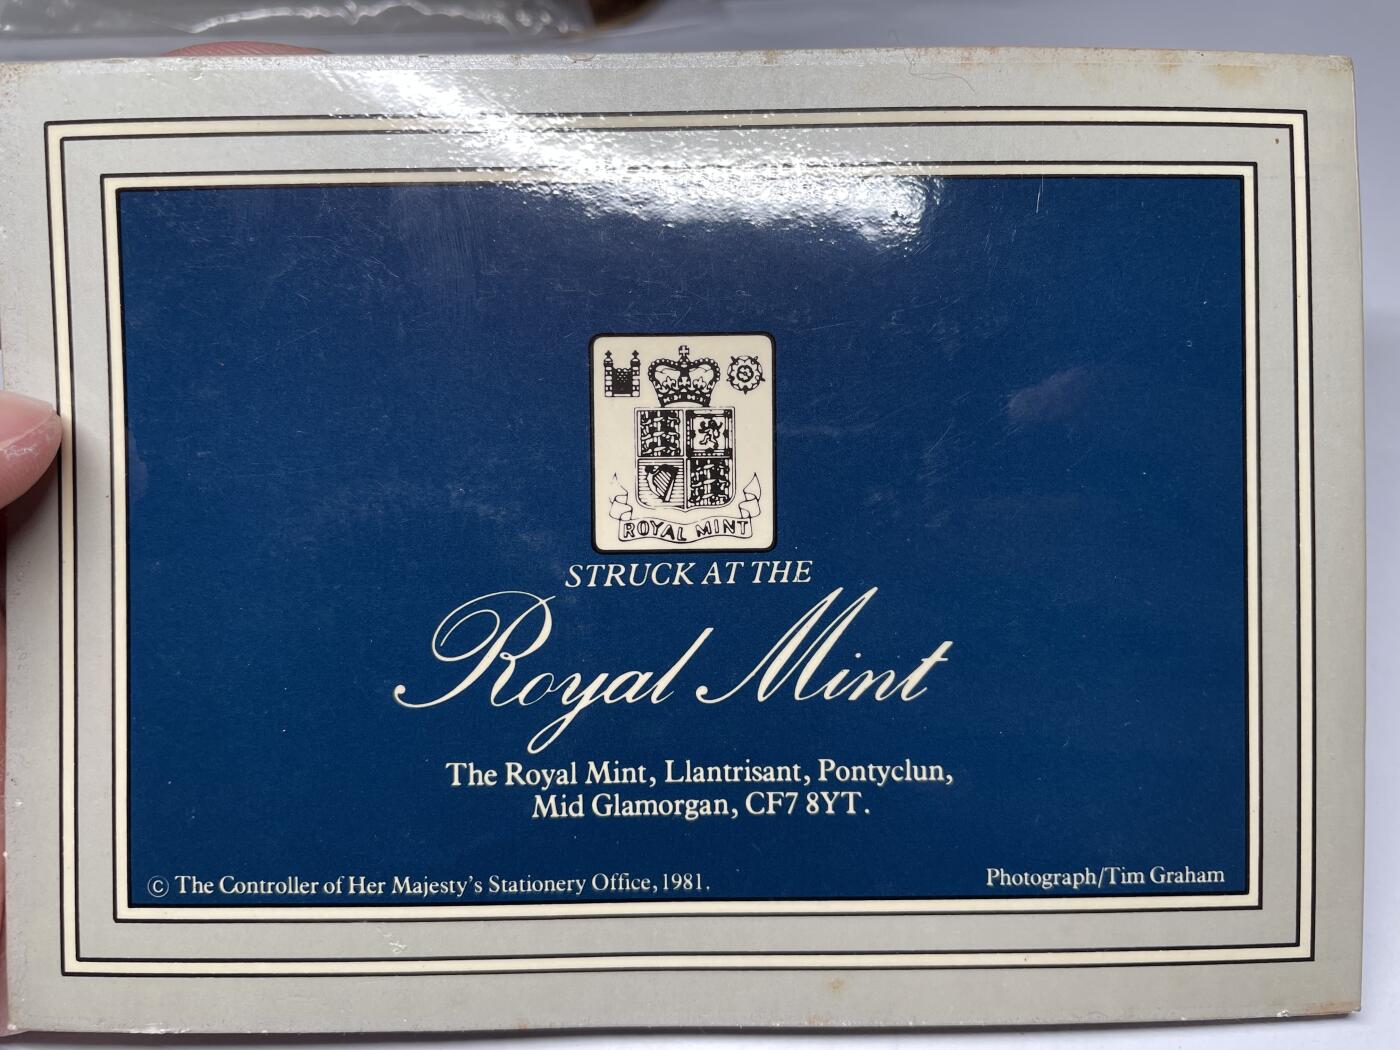 ROYAL MINT
STRUCK AT THE
Royal Mint
The Royal Mint, Llantrisant, Pontyclun,
Mid Glamorgan, CF7 8YT.
© The Controller of Her Majesty's Stationery Office, 1981.
Photograph/Tim Graham